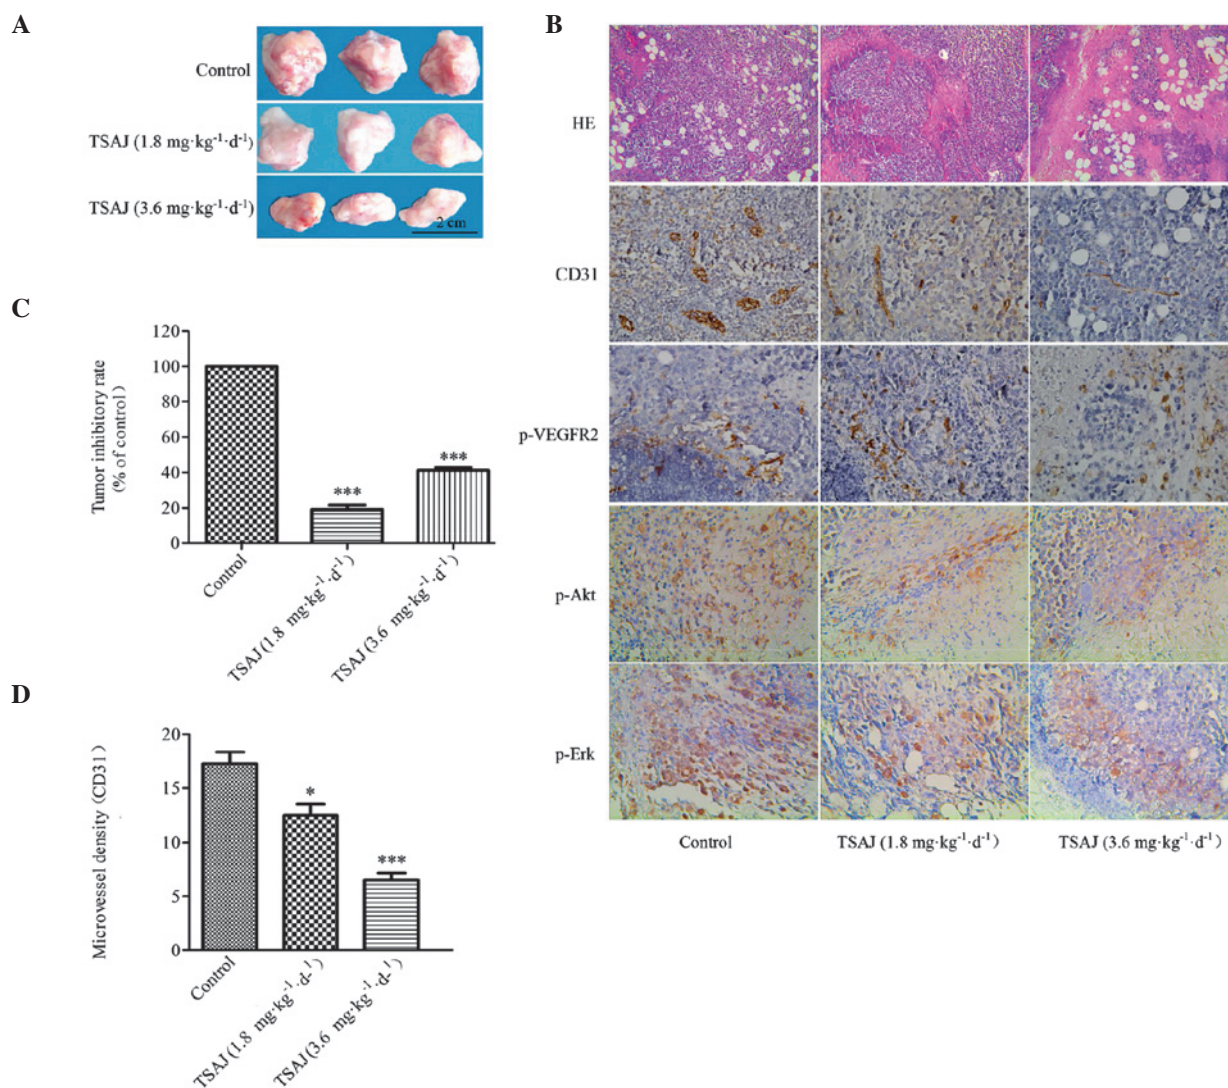 A
Control
TSAJ (1.8 mg·kg⁻¹·d⁻¹)
TSAJ (3.6 mg·kg⁻¹·d⁻¹)
2 cm
B
HE
CD31
p-VEGFR2
p-Akt
p-Erk
Control
TSAJ (1.8 mg·kg⁻¹·d⁻¹)
TSAJ (3.6 mg·kg⁻¹·d⁻¹)
C
Tumor inhibitory rate
(% of control)
120
100
80
60
40
20
0
***
***
Control
TSAJ (1.8 mg·kg⁻¹·d⁻¹)
TSAJ (3.6 mg·kg⁻¹·d⁻¹)
D
Microvessel density (CD31)
20
15
10
5
0
*
***
Control
TSAJ (1.8 mg·kg⁻¹·d⁻¹)
TSAJ (3.6 mg·kg⁻¹·d⁻¹)